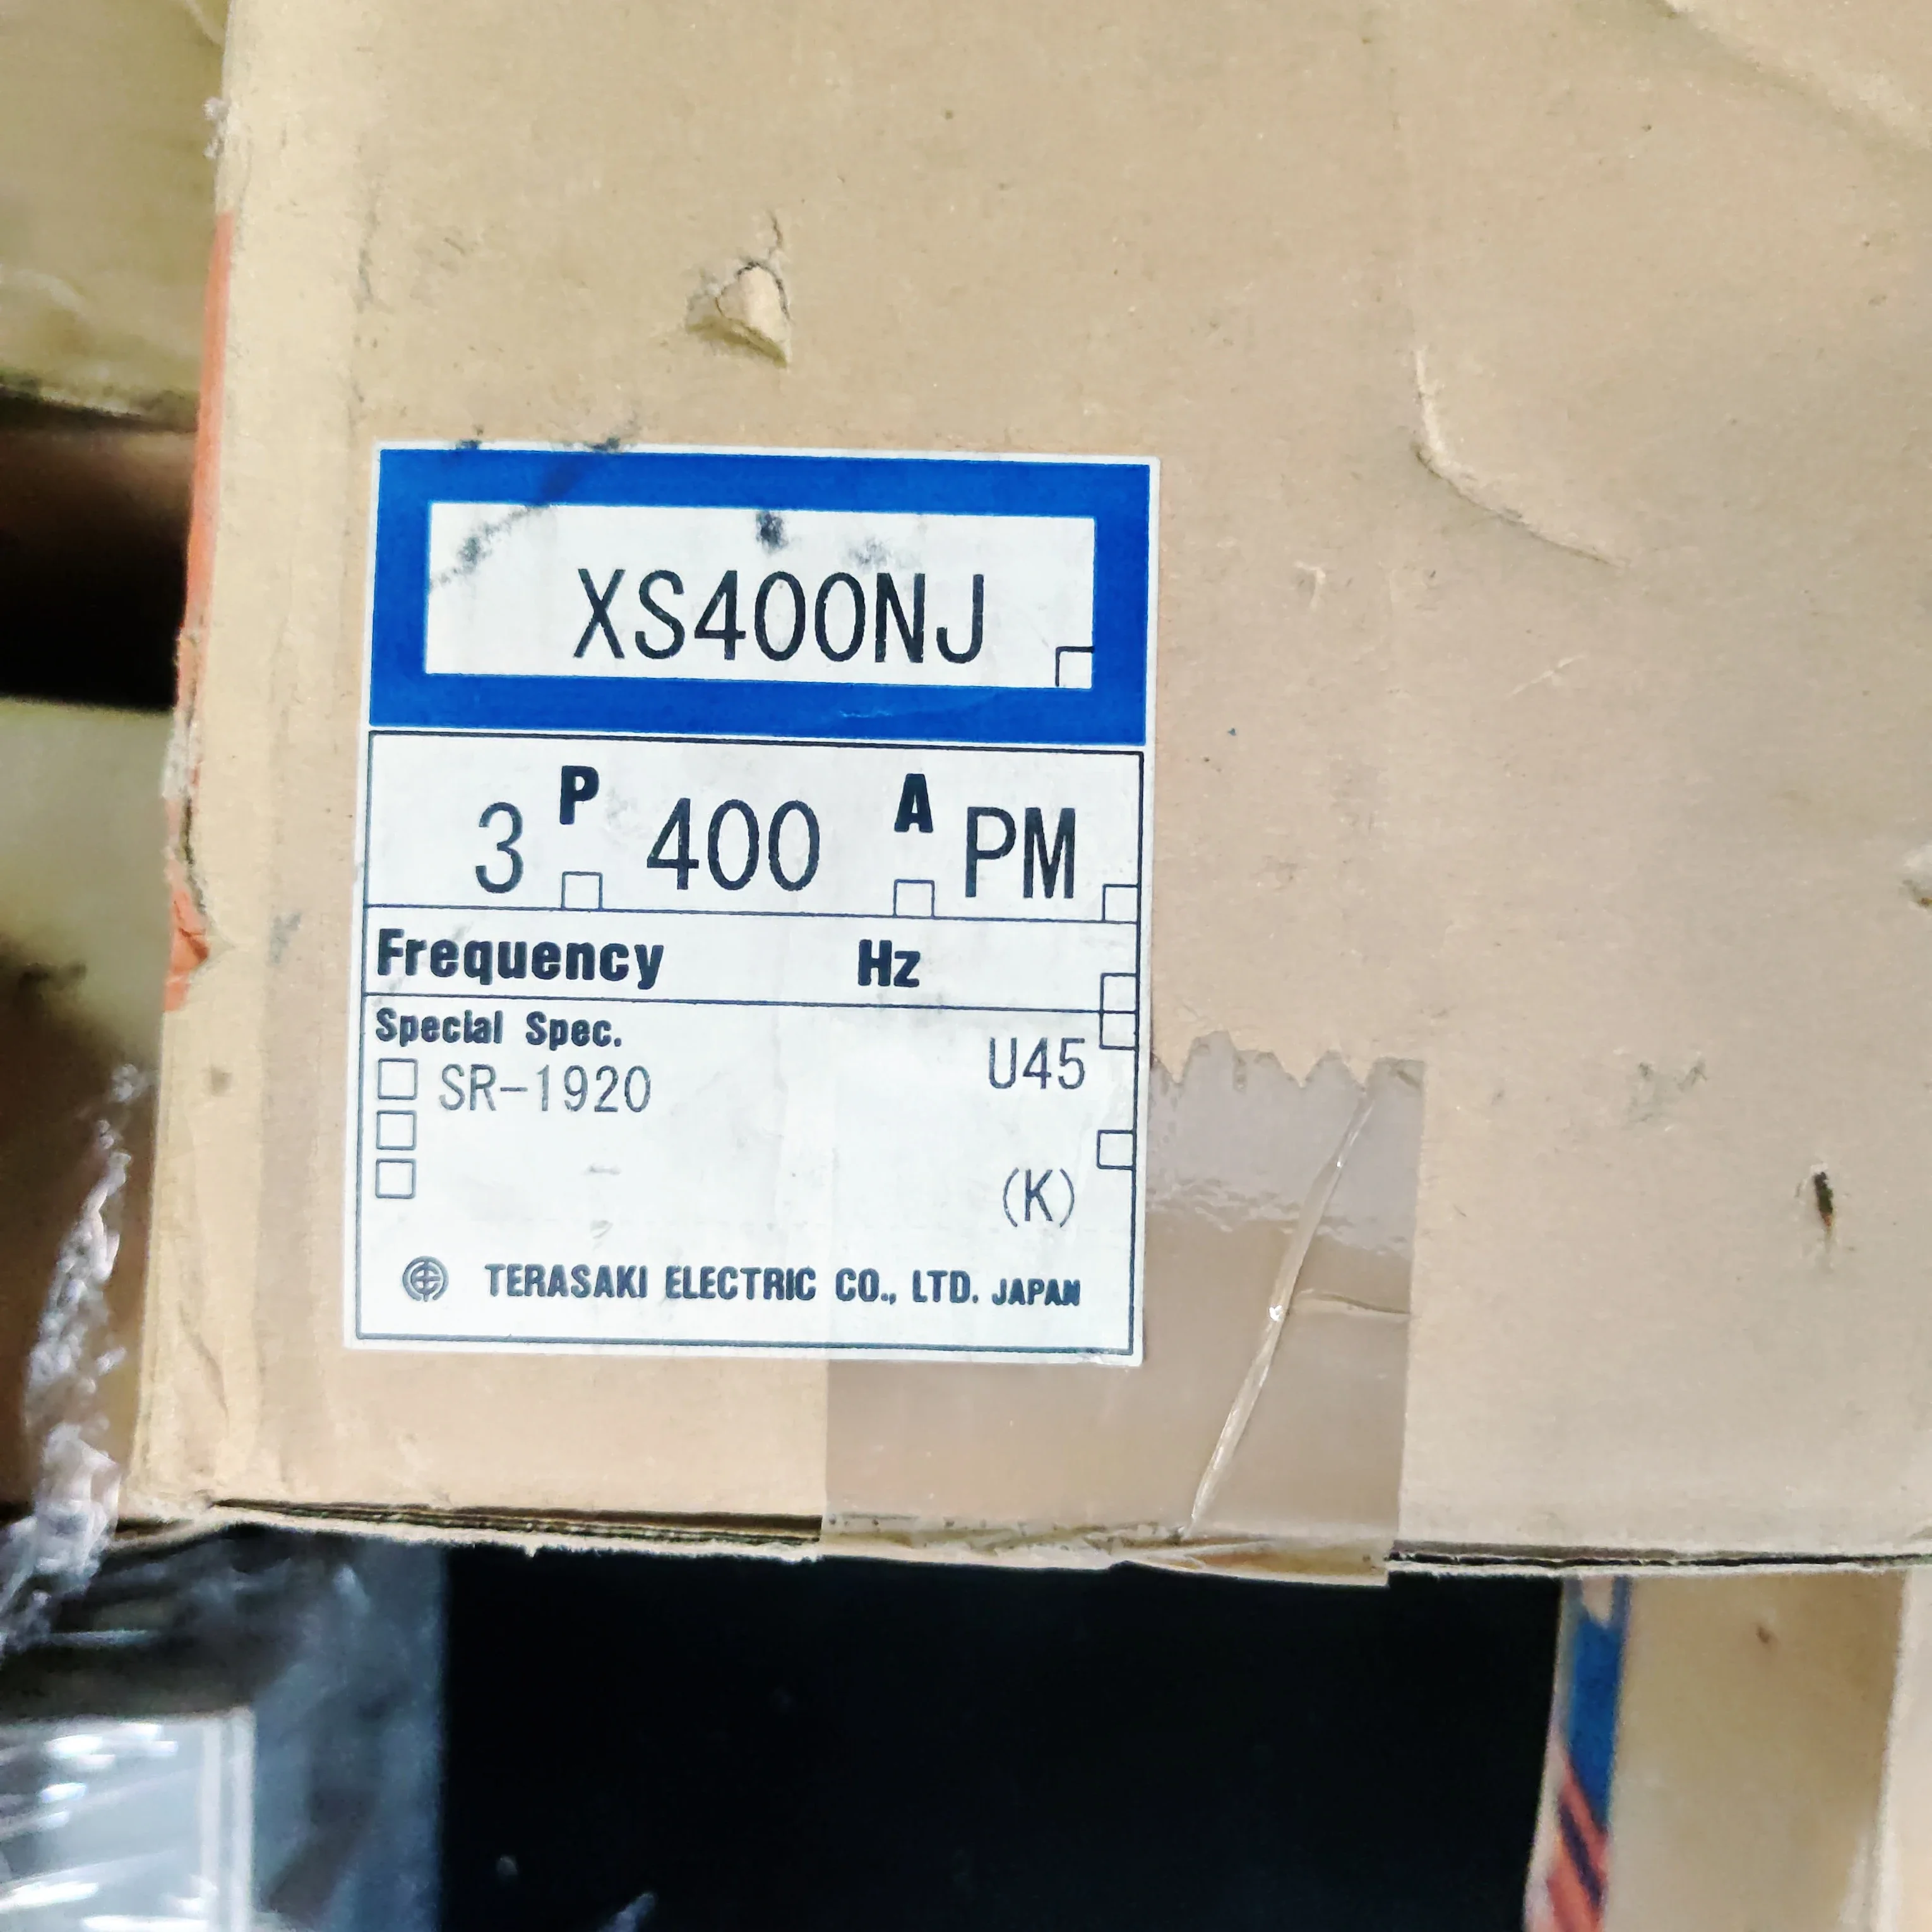 XS400NJ
3 P 400 A PM
Frequency Hz
Special Spec.
SR-1920 U45
(K)
TERASAKI ELECTRIC CO., LTD. JAPAN